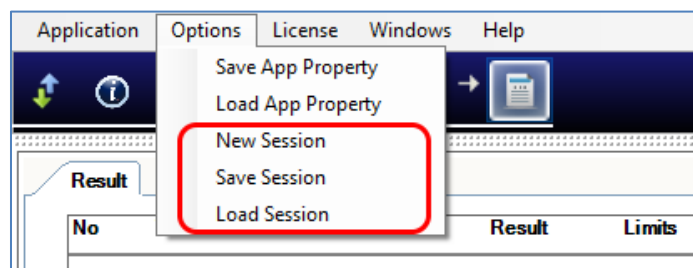 Application Options License Windows Help
Save App Property
Load App Property
New Session
Save Session
Load Session
Result
No Result Limits